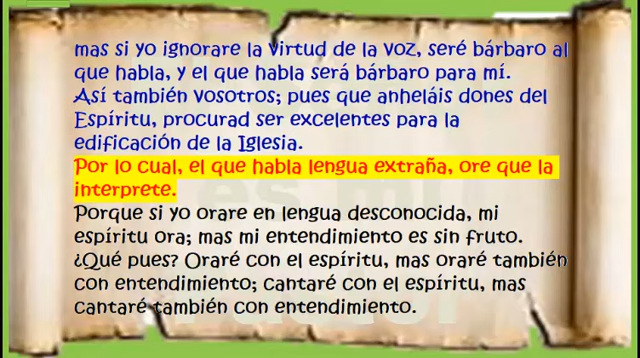 mas si yo ignorare la virtud de la voz, seré bárbaro al
que habla, y el que habla será bárbaro para mí.
Así también vosotros; pues que anheláis dones del
Espíritu, procurad ser excelentes para la
edificación de la Iglesia.
Por lo cual, el que habla lengua extraña, ore que la
interprete.
Porque si yo orare en lengua desconocida, mi
espíritu ora; mas mi entendimiento es sin fruto.
¿Qué pues? Oraré con el espíritu, mas oraré también
con entendimiento; cantaré con el espíritu, mas
cantaré también con entendimiento.